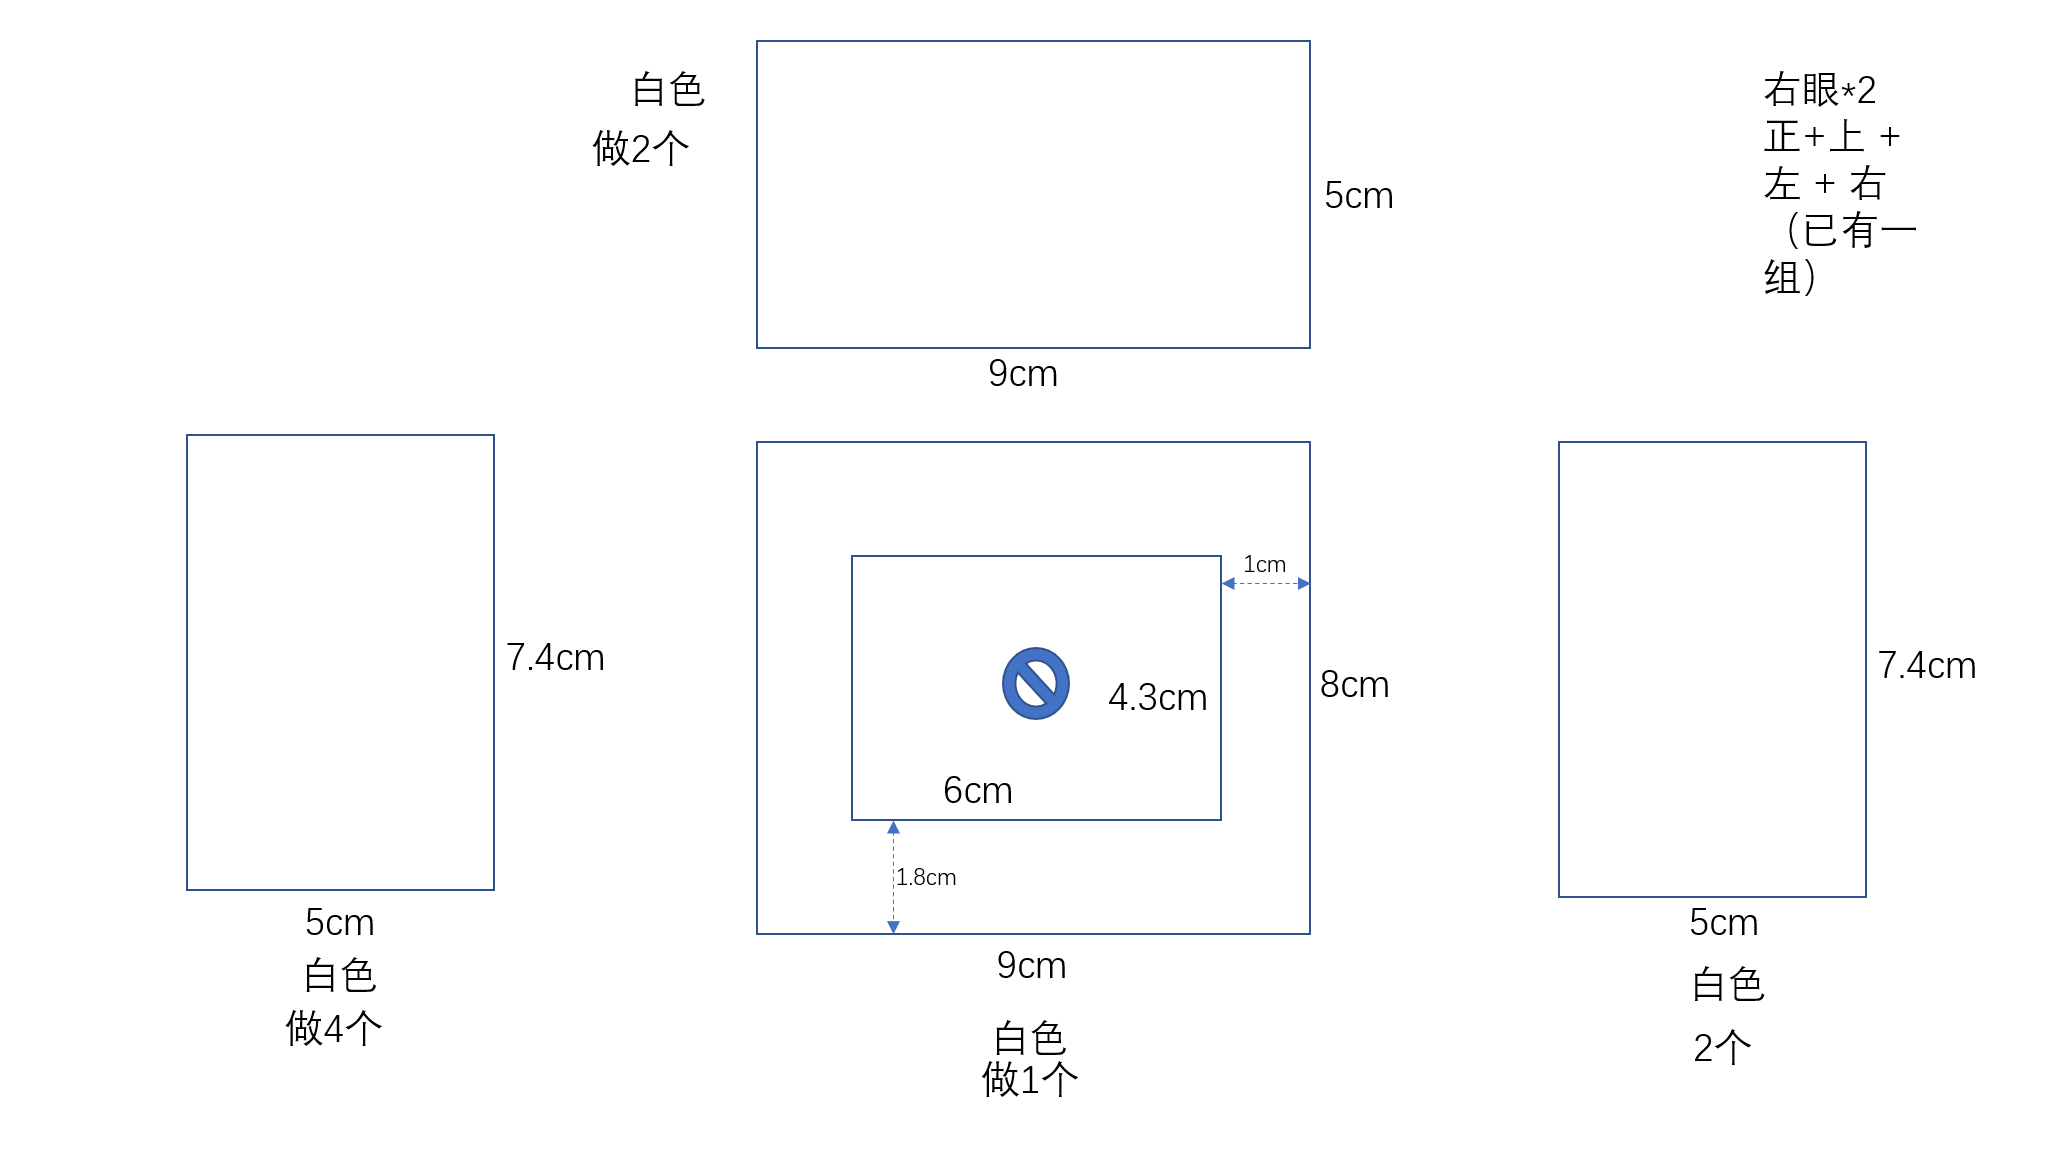 白色
做2个
5cm
9cm
右眼*2
正+上 +
左 + 右
（已有一
组）
7.4cm
5cm
白色
做4个
1cm
4.3cm
6cm
8cm
1.8cm
9cm
白色
做1个
7.4cm
5cm
白色
2个